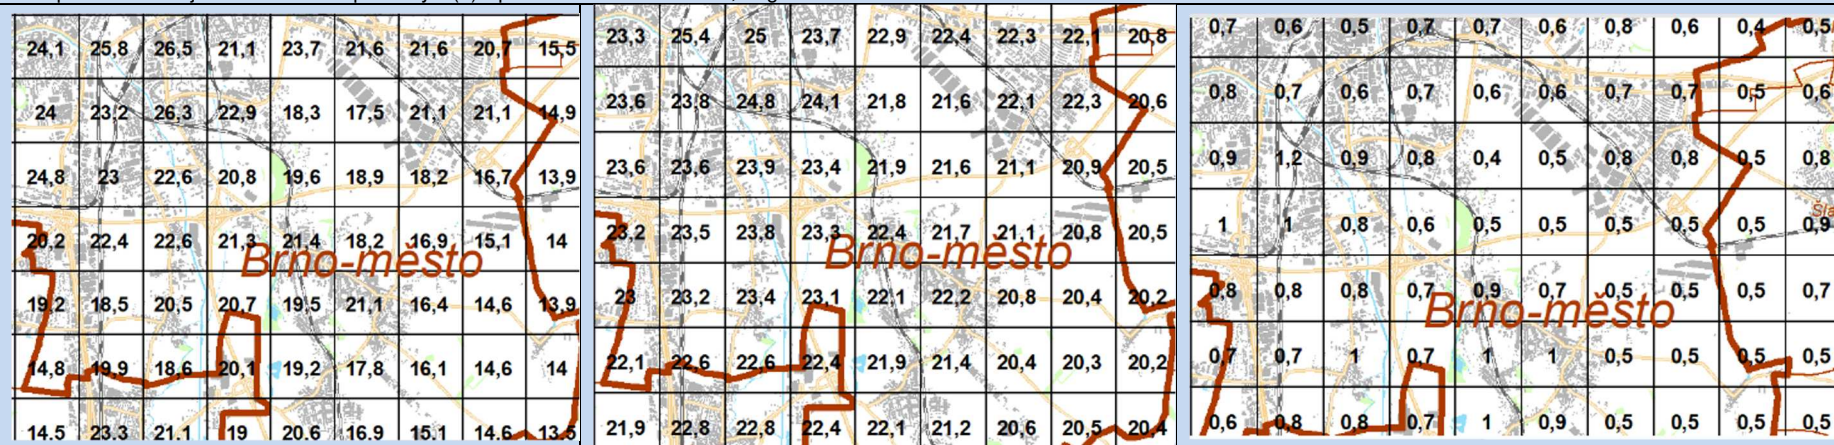 24,1 25,8 26,5 21,1 23,7 21,6 21,6 20,7 15,5
24 23,2 26,3 22,9 18,3 17,5 21,1 21,1 14,9
24,8 23 22,6 20,8 19,6 18,9 18,2 16,7 13,9
20,2 22,4 22,6 21,3 21,4 18,2 16,9 15,1 14
Brno-město
19,2 18,5 20,5 20,7 19,5 21,1 16,4 14,6 13,9
14,8 19,9 18,6 20,1 19,2 17,8 16,1 14,6 14
14,5 23,3 21,1 19 20,6 16,9 15,1 14,6 13,5
23,3 25,4 25 23,7 22,9 22,4 22,3 22,1 20,8
23,6 23,8 24,8 24,1 21,8 21,6 22,1 22,3 20,6
23,6 23,6 23,9 23,4 21,9 21,6 21,1 20,9 20,5
23,2 23,5 23,8 23,3 22,4 21,7 21,1 20,8 20,5
Brno-město
23 23,2 23,4 23,1 22,1 22,2 20,8 20,4 20,2
22,1 22,6 22,6 22,4 21,9 21,4 20,4 20,3 20,2
21,9 22,8 22,8 22,4 22,1 21,2 20,6 20,5 20,4
0,7 0,6 0,5 0,7 0,7 0,6 0,8 0,6 0,4 0,5
0,8 0,7 0,6 0,7 0,6 0,6 0,7 0,7 0,5 0,6
0,9 1,2 0,9 0,8 0,4 0,5 0,8 0,8 0,5 0,8
1 1 0,8 0,6 0,5 0,5 0,5 0,5 0,5 0,9
0,8 0,8 0,8 0,7 0,9 0,7 0,5 0,5 0,5 0,7
Brno-město
0,7 0,7 1 0,7 1 1 0,5 0,5 0,5 0,5
0,6 0,8 0,8 0,7 1 0,9 0,5 0,5 0,5 0,5